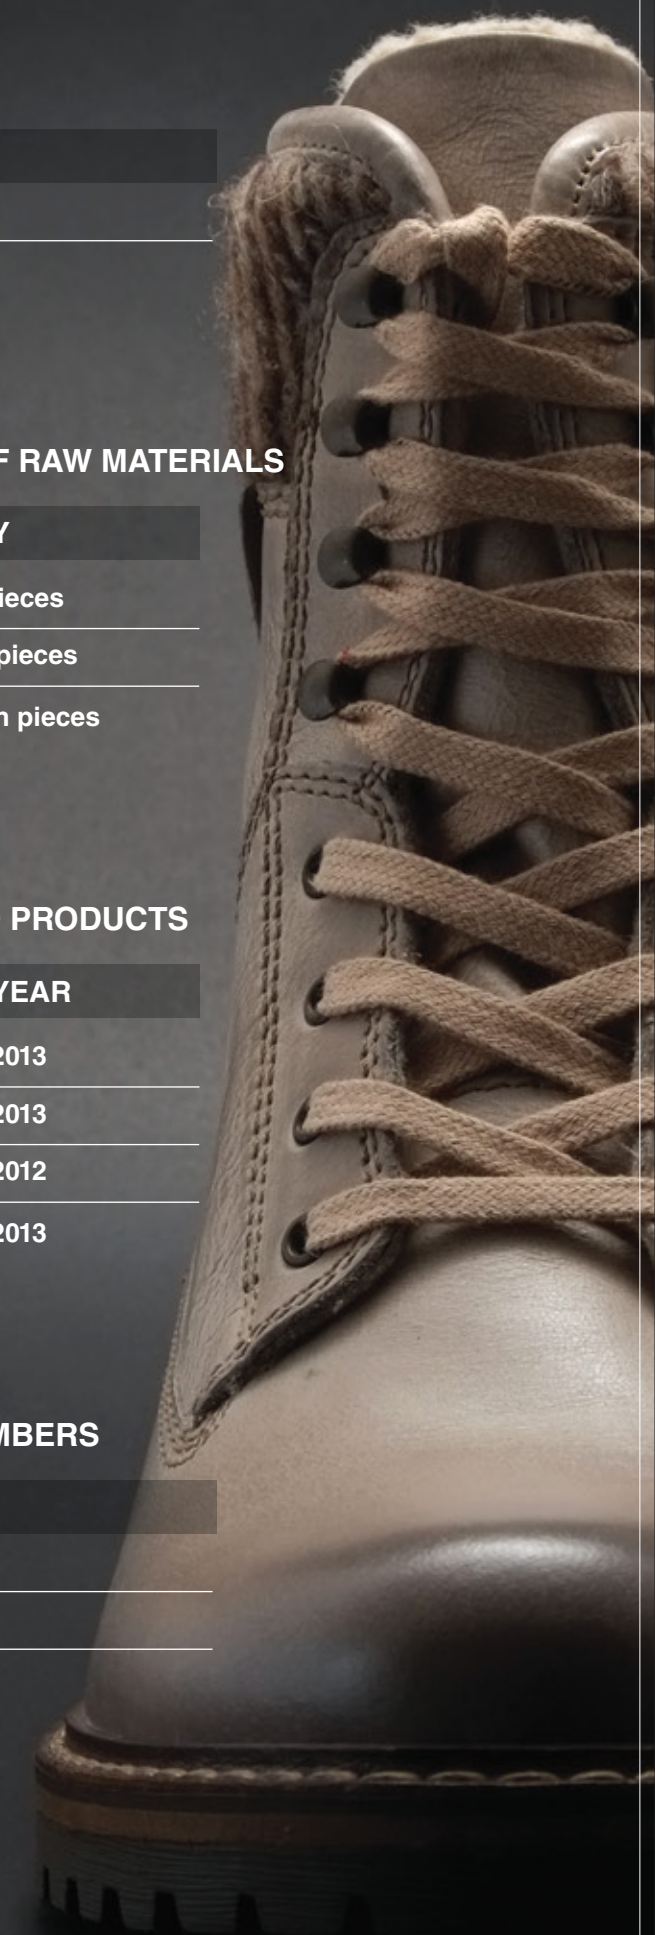 F RAW MATERIALS
Y
ieces
pieces
n pieces
PRODUCTS
YEAR
2013
2013
2012
2013
MBERS